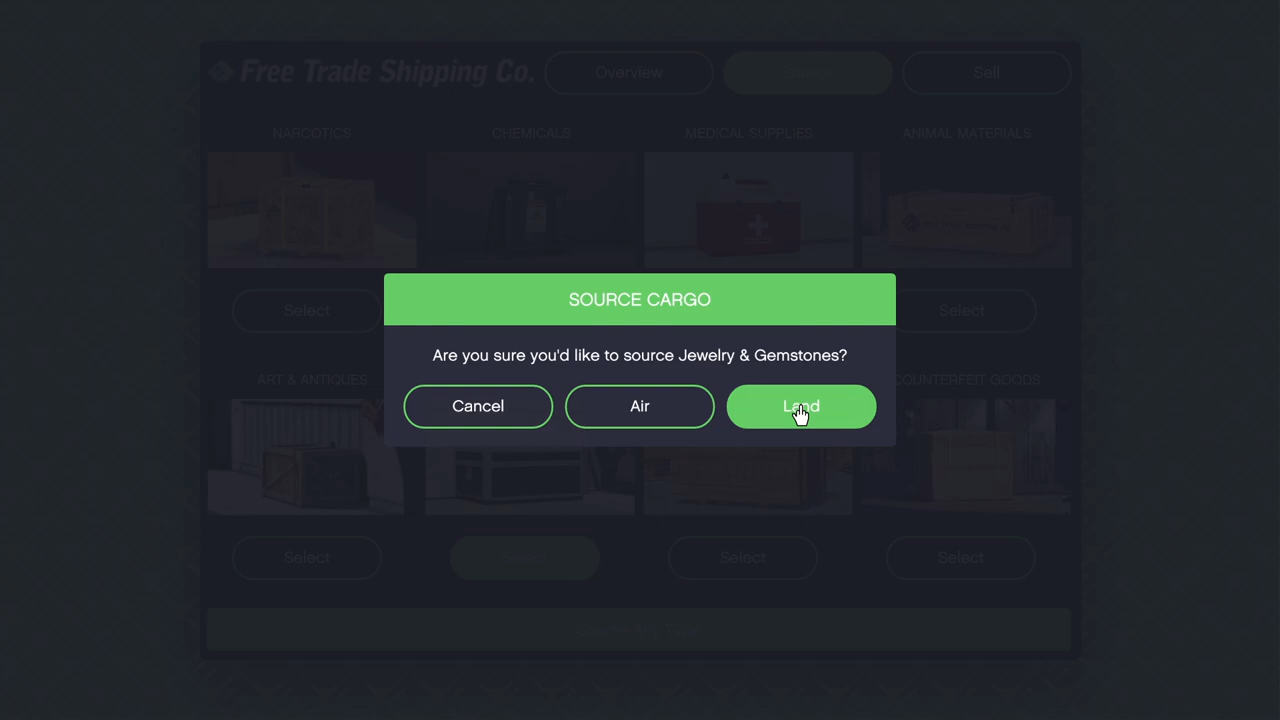 Free Trade Shipping Co.
Overview
Sell
NARCOTICS
CHEMICALS
MEDICAL SUPPLIES
ANIMAL MATERIALS
Select
Select
SOURCE CARGO
Are you sure you'd like to source Jewelry & Gemstones?
Cancel
Air
Land
ART & ANTIQUES
COUNTERFEIT GOODS
Select
Select
Select